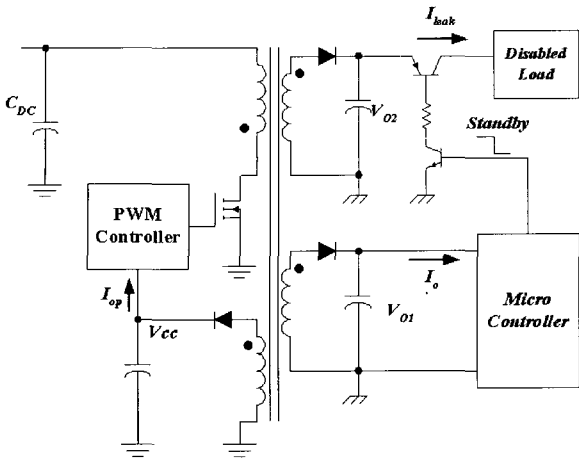 I_leak
Disabled
Load
C_DC
V_O2
Standby
PWM
Controller
I_op
Vcc
I_o
V_O1
Micro
Controller